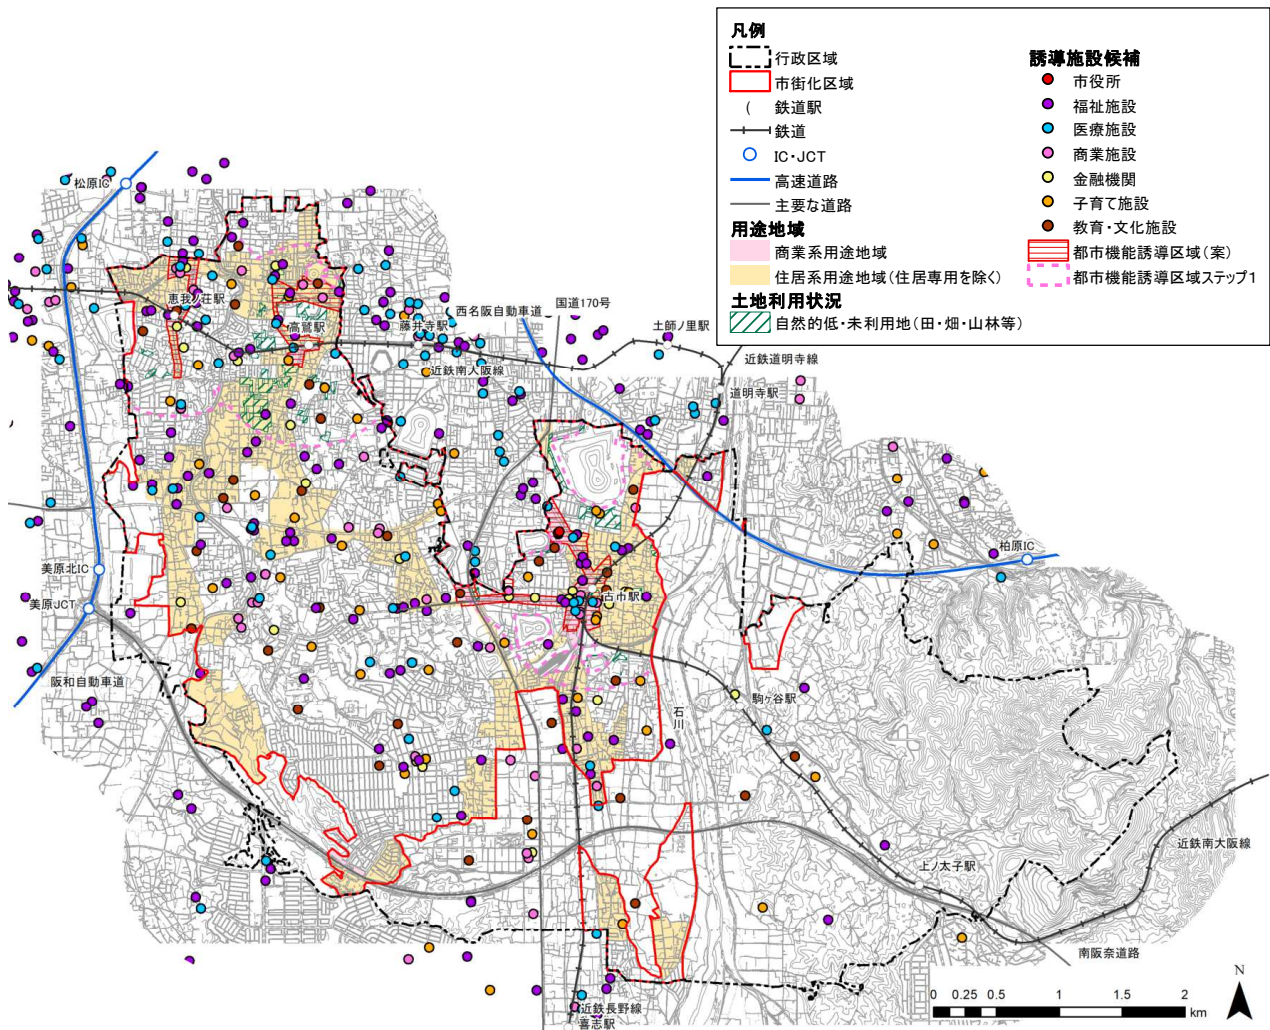 凡例
行政区域
市街化区域
鉄道駅
鉄道
IC・JCT
高速道路
主要な道路
用途地域
商業系用途地域
住居系用途地域(住居専用を除く)
土地利用状況
自然的低・未利用地(田・畑・山林等)
誘導施設候補
市役所
福祉施設
医療施設
商業施設
金融機関
子育て施設
教育・文化施設
都市機能誘導区域(案)
都市機能誘導区域ステップ1
松原IC
恵我ノ荘駅
高鷲駅
藤井寺駅
西名阪自動車道
国道170号
土師ノ里駅
近鉄道明寺線
近鉄南大阪線
道明寺駅
柏原IC
美原北IC
美原JCT
古市駅
阪和自動車道
駒ヶ谷駅
石川
上ノ太子駅
近鉄南大阪線
南阪奈道路
近鉄長野線
喜志駅
N
0 0.25 0.5 1 1.5 2
km